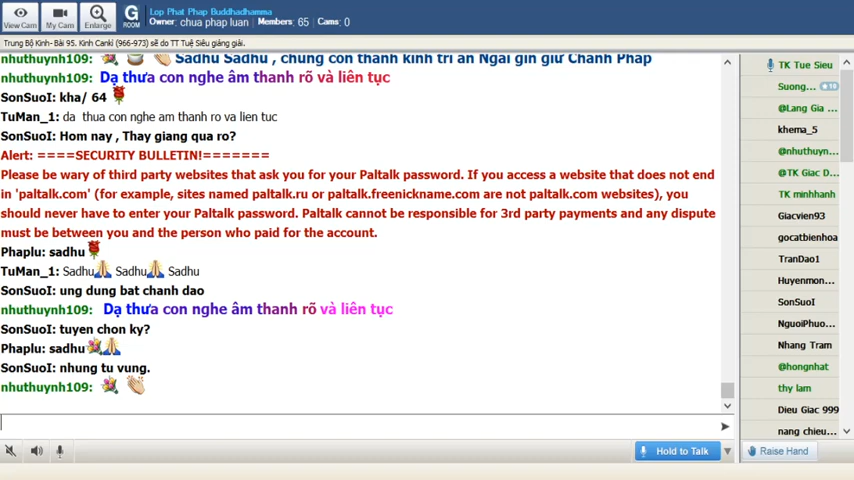 View Cam
My Cam
Enlarge
G
ROOM
Lop Phat Phap Buddhadhamma
Owner: chua phap luan Members: 65 Cams: 0
Trung Bộ Kinh- Bài 95. Kinh Canki (966-973) sẽ do TT Tuệ Siêu giảng giải.
nhuthuynh109: Sadhu Sadhu , chúng con thành kính tri ân Ngài gìn giữ Chánh Pháp
nhuthuynh109: Dạ thưa con nghe âm thanh rõ và liên tục
SonSuoI: kha/ 64
TuMan_1: da thua con nghe am thanh ro va lien tuc
SonSuoI: Hom nay , Thay giang qua ro?
Alert: ====SECURITY BULLETIN!=======
Please be wary of third party websites that ask you for your Paltalk password. If you access a website that does not end
in 'paltalk.com' (for example, sites named paltalk.ru or paltalk.freenickname.com are not paltalk.com websites), you
should never have to enter your Paltalk password. Paltalk cannot be responsible for 3rd party payments and any dispute
must be between you and the person who paid for the account.
Phaplu: sadhu
TuMan_1: Sadhu Sadhu Sadhu
SonSuoI: ung dung bat chanh dao
nhuthuynh109: Dạ thưa con nghe âm thanh rõ và liên tục
SonSuoI: tuyen chon ky?
Phaplu: sadhu
SonSuoI: nhung tu vung.
nhuthuynh109:
Hold to Talk
TK Tue Sieu
Suong... 10
@Lang Gia ...
khema_5
@nhuthuyn...
@TK Giac D...
TK minhhanh
Giacvien93
gocatbienhoa
TranDao1
Huyenmon...
SonSuoI
NguoiPhuo...
Nhang Tram
@hongnhat
thy lam
Dieu Giac 999
nang chieu...
Raise Hand